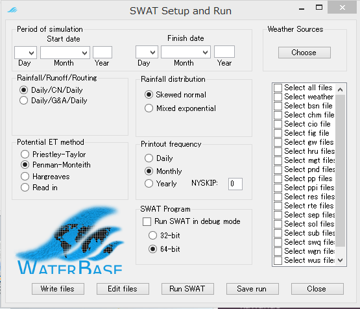 SWAT Setup and Run
Period of simulation
Start date
Finish date
Day Month Year
Day Month Year
Weather Sources
Choose
Rainfall/Runoff/Routing
Daily/CN/Daily
Daily/G&A/Daily
Rainfall distribution
Skewed normal
Mixed exponential
Potential ET method
Priestley-Taylor
Penman-Monteith
Hargreaves
Read in
Printout frequency
Daily
Monthly
Yearly NYSKIP: 0
SWAT Program
Run SWAT in debug mode
32-bit
64-bit
Select all files
Select weather
Select bsn file
Select chm file
Select cio file
Select fig file
Select gw files
Select hru files
Select mgt files
Select pnd files
Select pp files
Select ppi files
Select res files
Select rte files
Select sep files
Select sol files
Select sub files
Select swq files
Select wgn files
Select wus files
WATERBASE
Write files
Edit files
Run SWAT
Save run
Close